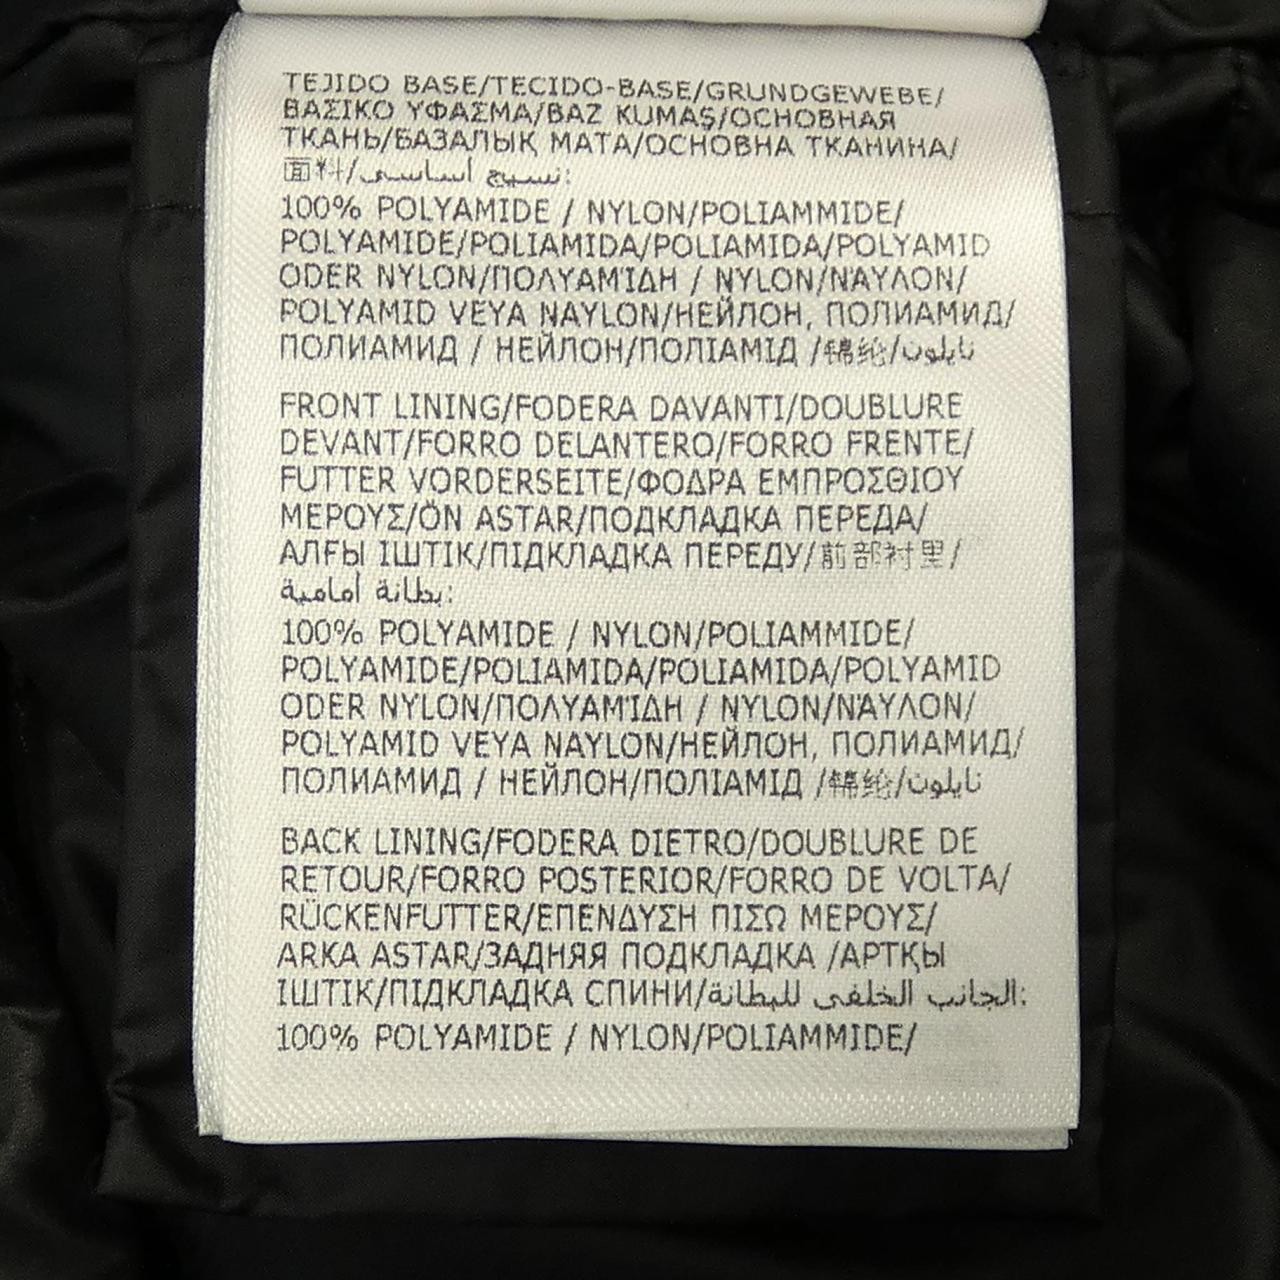 TEJIDO BASE/TECIDO-BASE/GRUNDGEWEBE/
ΒΑΣΙΚΟ ΥΦΑΣΜΑ/BAZ KUMAŞ/ОСНОВНАЯ
ТКАНЬ/БАЗАЛЫҚ МАТА/ОСНОВНА ТКАНИНА/
面料/نسيج أساسي:
100% POLYAMIDE / NYLON/POLIAMMIDE/
POLYAMIDE/POLIAMIDA/POLIAMIDA/POLYAMID
ODER NYLON/ΠΟΛΥΑΜΊΔΗ / NYLON/ΝΆΥΛΟΝ/
POLYAMID VEYA NAYLON/НЕЙЛОН, ПОЛИАМИД/
ПОЛИАМИД / НЕЙЛОН/ПОЛІАМІД /锦纶/نايلون
FRONT LINING/FODERA DAVANTI/DOUBLURE
DEVANT/FORRO DELANTERO/FORRO FRENTE/
FUTTER VORDERSEITE/ΦΟΔΡΑ ΕΜΠΡΟΣΘΙΟΥ
ΜΕΡΟΥΣ/ÖN ASTAR/ПОДКЛАДКА ПЕРЕДА/
АЛҒЫ ІШТІК/ПІДКЛАДКА ПЕРЕДУ/前部衬里/
بطانة أمامية:
100% POLYAMIDE / NYLON/POLIAMMIDE/
POLYAMIDE/POLIAMIDA/POLIAMIDA/POLYAMID
ODER NYLON/ΠΟΛΥΑΜΊΔΗ / NYLON/ΝΆΥΛΟΝ/
POLYAMID VEYA NAYLON/НЕЙЛОН, ПОЛИАМИД/
ПОЛИАМИД / НЕЙЛОН/ПОЛІАМІД /锦纶/نايلون
BACK LINING/FODERA DIETRO/DOUBLURE DE
RETOUR/FORRO POSTERIOR/FORRO DE VOLTA/
RÜCKENFUTTER/ΕΠΕΝΔΥΣΗ ΠΙΣΩ ΜΕΡΟΥΣ/
ARKA ASTAR/ЗАДНЯЯ ПОДКЛАДКА /АРТҚЫ
ІШТІК/ПІДКЛАДКА СПИНИ/الجانب الخلفي للبطانة:
100% POLYAMIDE / NYLON/POLIAMMIDE/